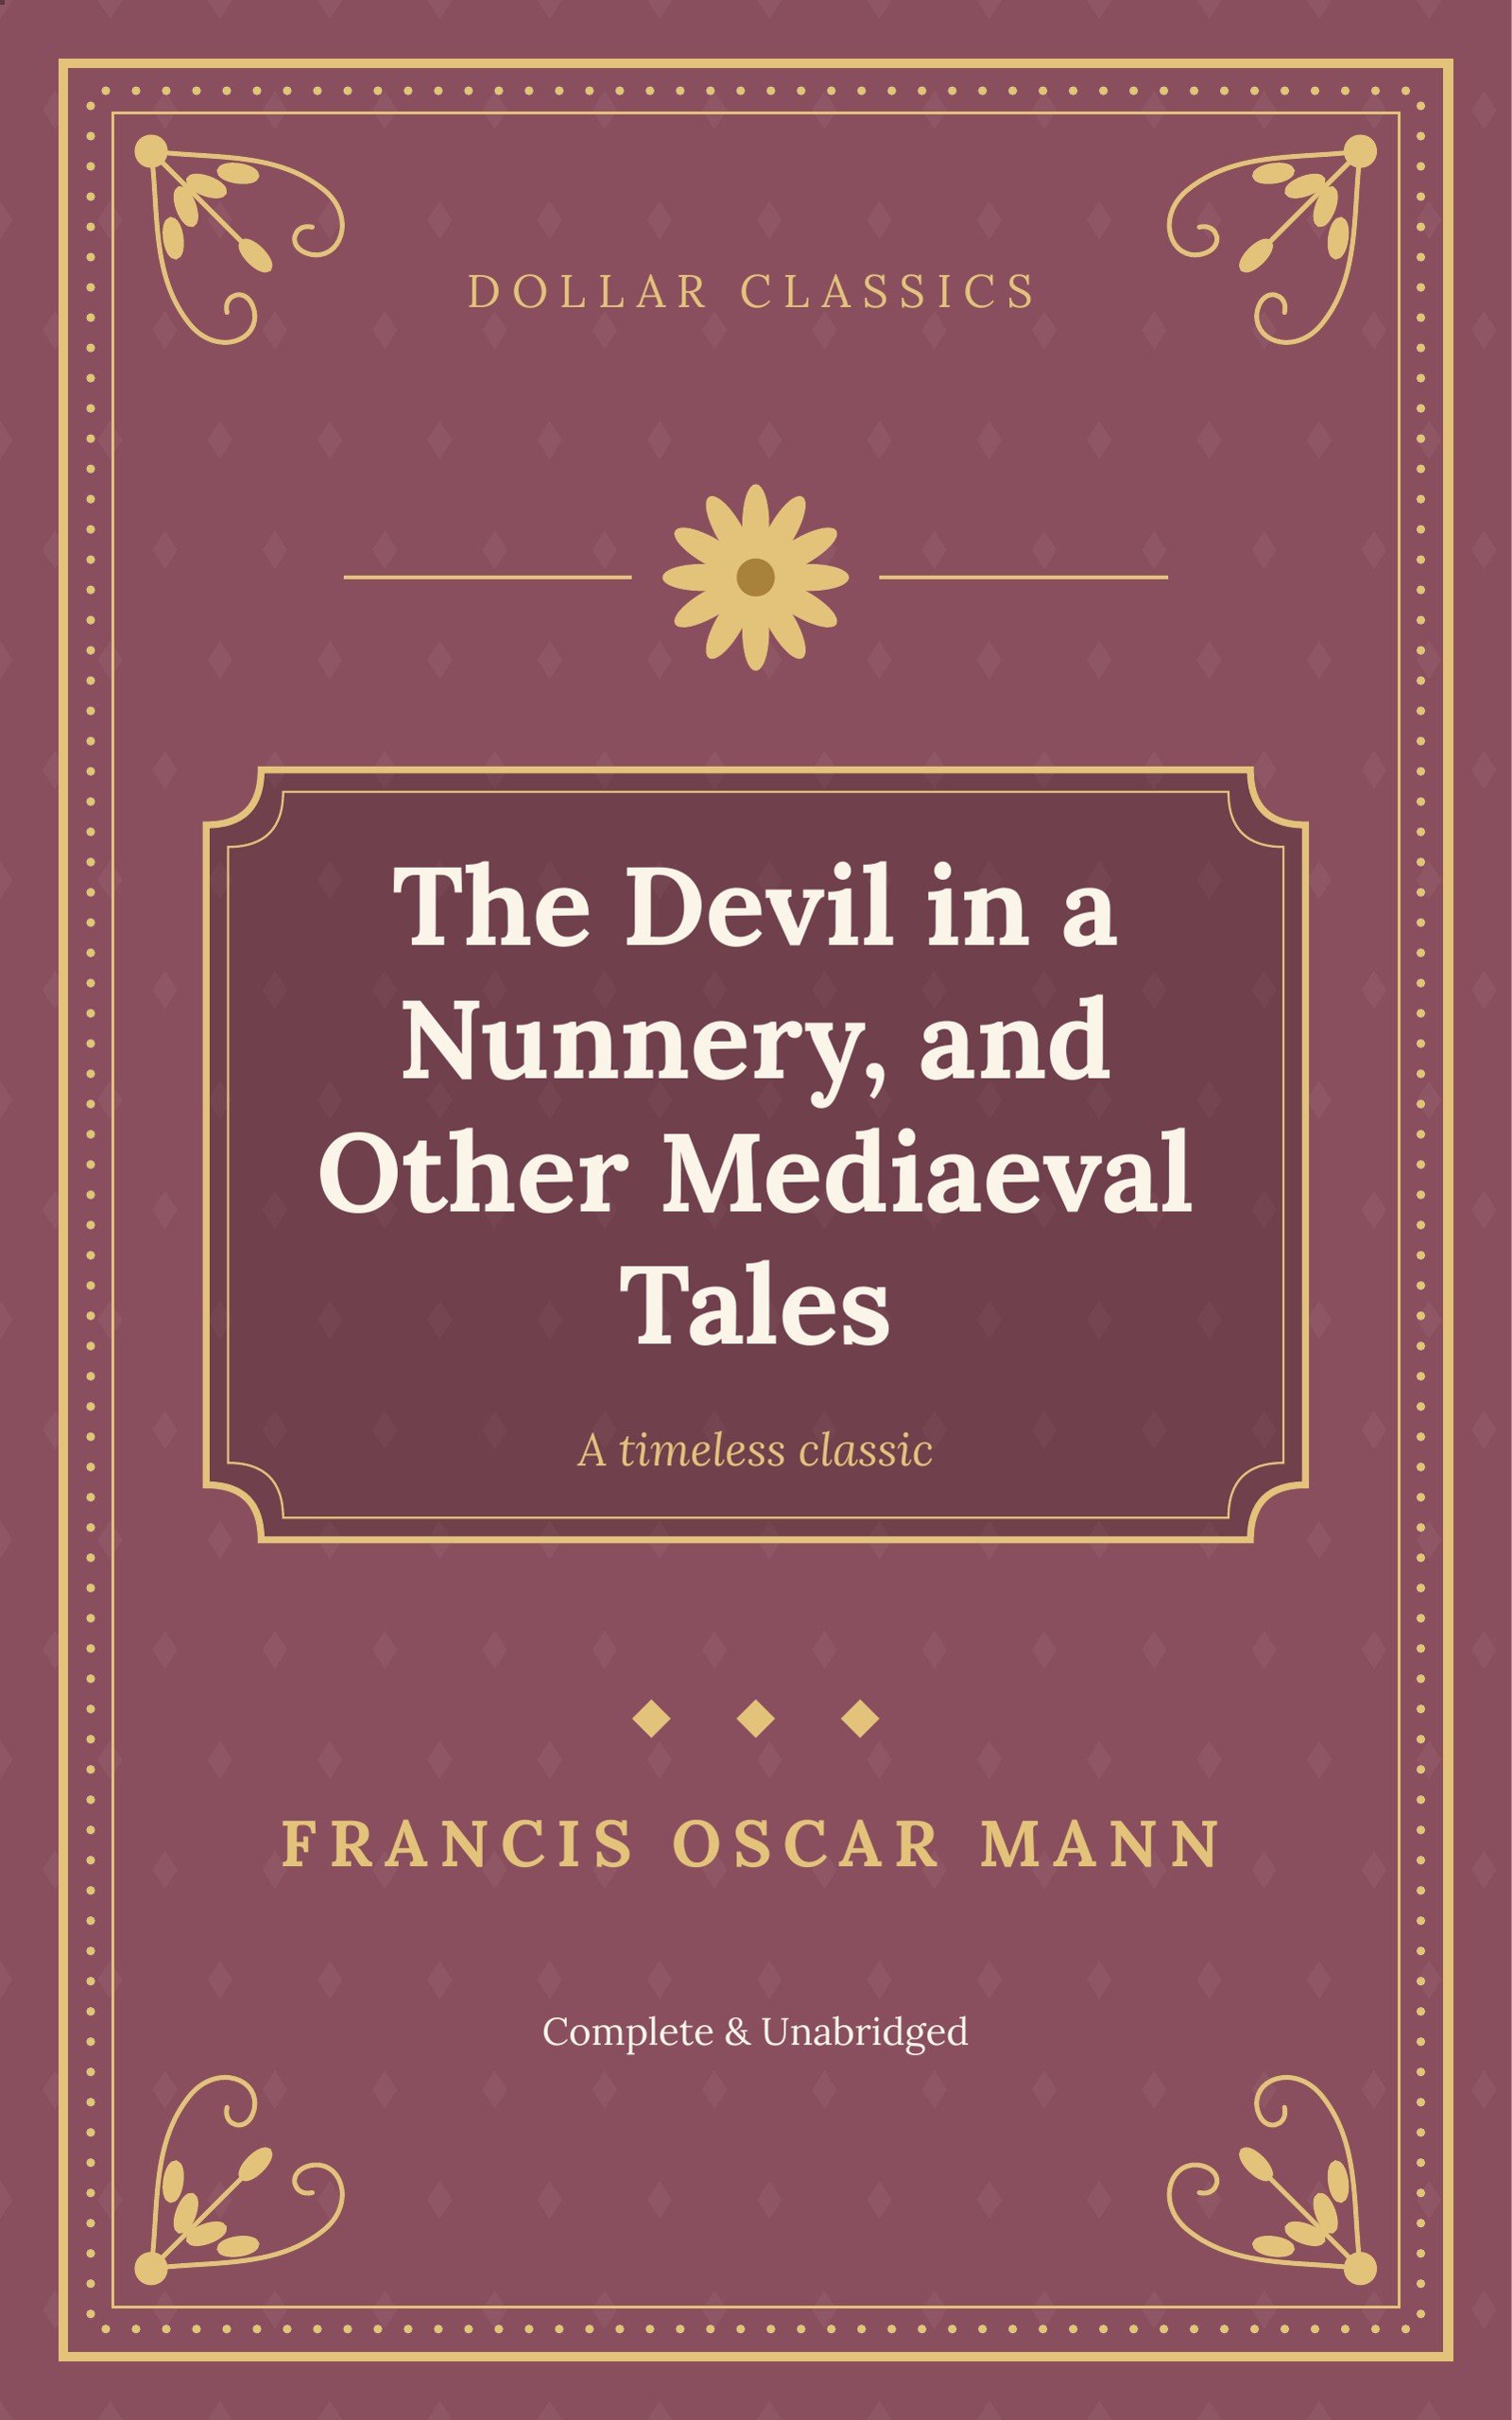 DOLLAR CLASSICS
The Devil in a
Nunnery, and
Other Mediaeval
Tales
A timeless classic
FRANCIS OSCAR MANN
Complete & Unabridged